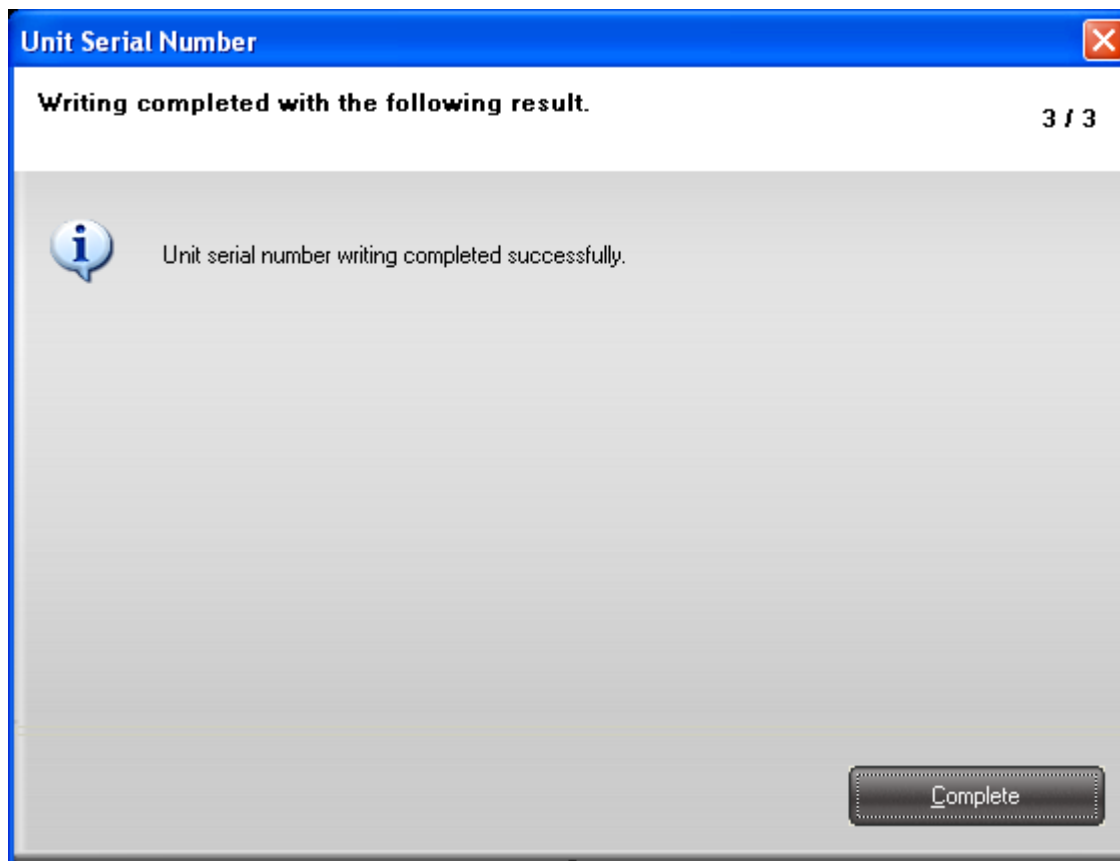 Unit Serial Number
Writing completed with the following result.
3 / 3
Unit serial number writing completed successfully.
Complete